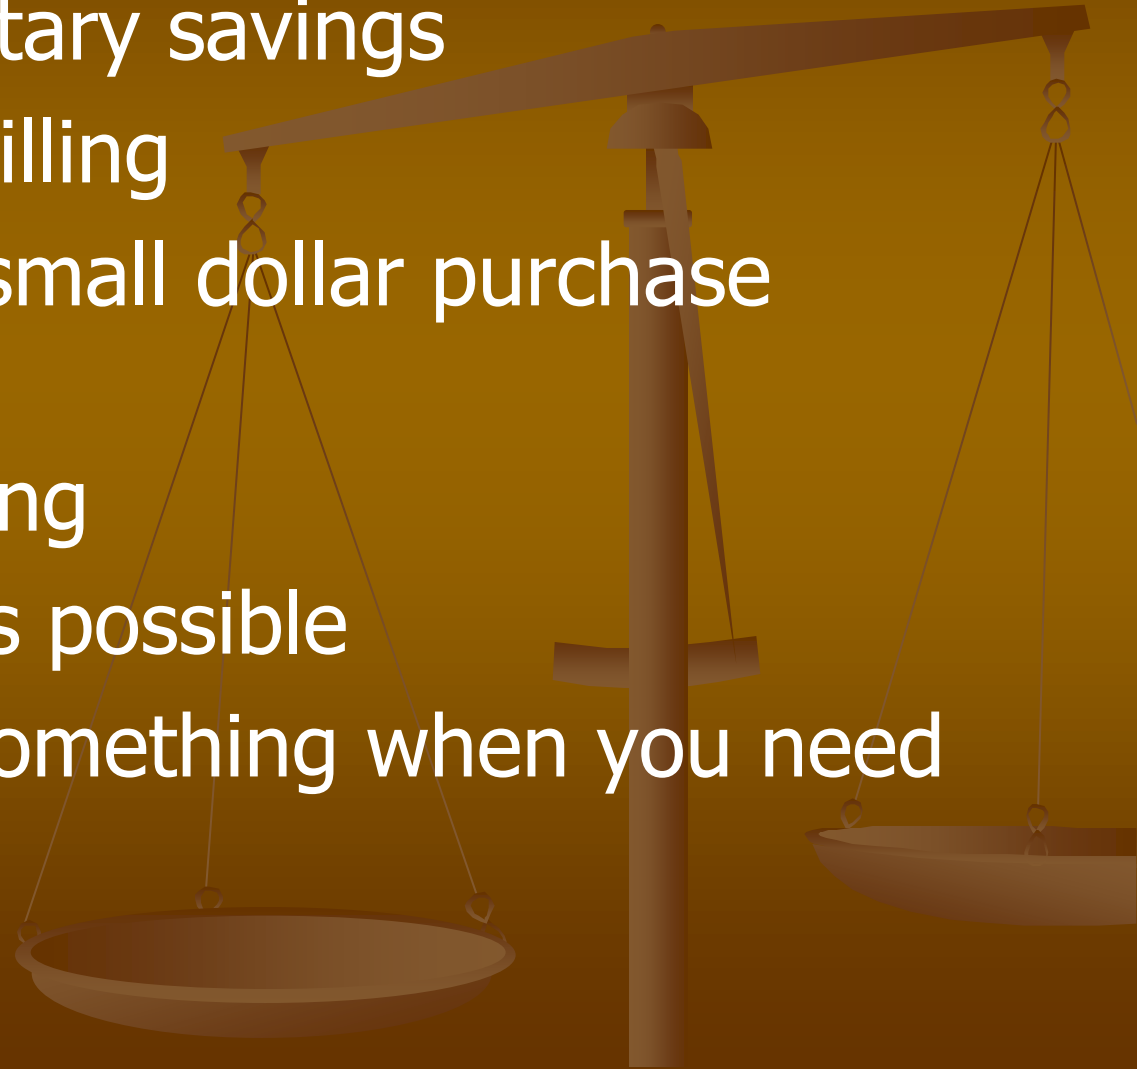 tary savings
illing
small dollar purchase
ng
s possible
omething when you need